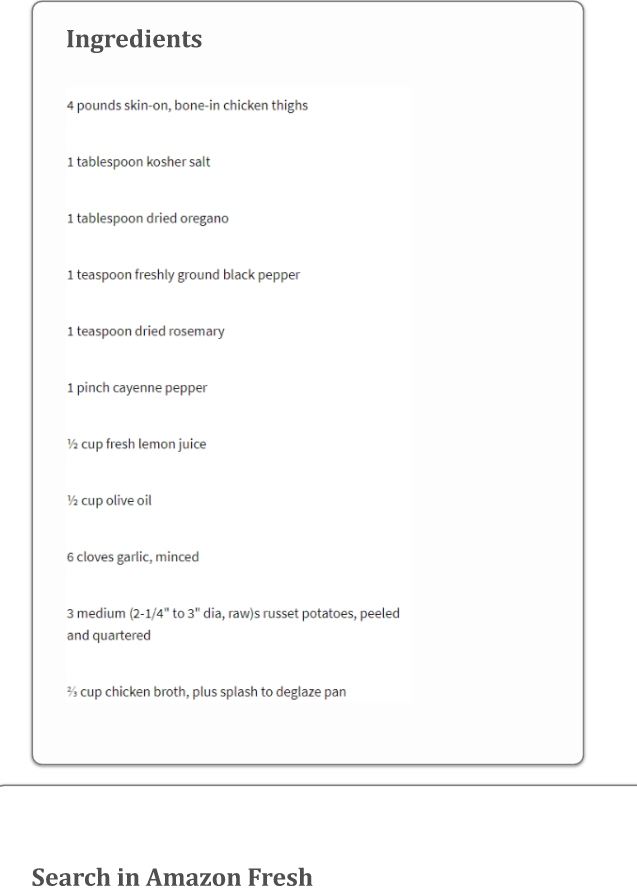 Ingredients
4 pounds skin-on, bone-in chicken thighs
1 tablespoon kosher salt
1 tablespoon dried oregano
1 teaspoon freshly ground black pepper
1 teaspoon dried rosemary
1 pinch cayenne pepper
½ cup fresh lemon juice
½ cup olive oil
6 cloves garlic, minced
3 medium (2-1/4" to 3" dia, raw)s russet potatoes, peeled
and quartered
⅔ cup chicken broth, plus splash to deglaze pan
Search in Amazon Fresh